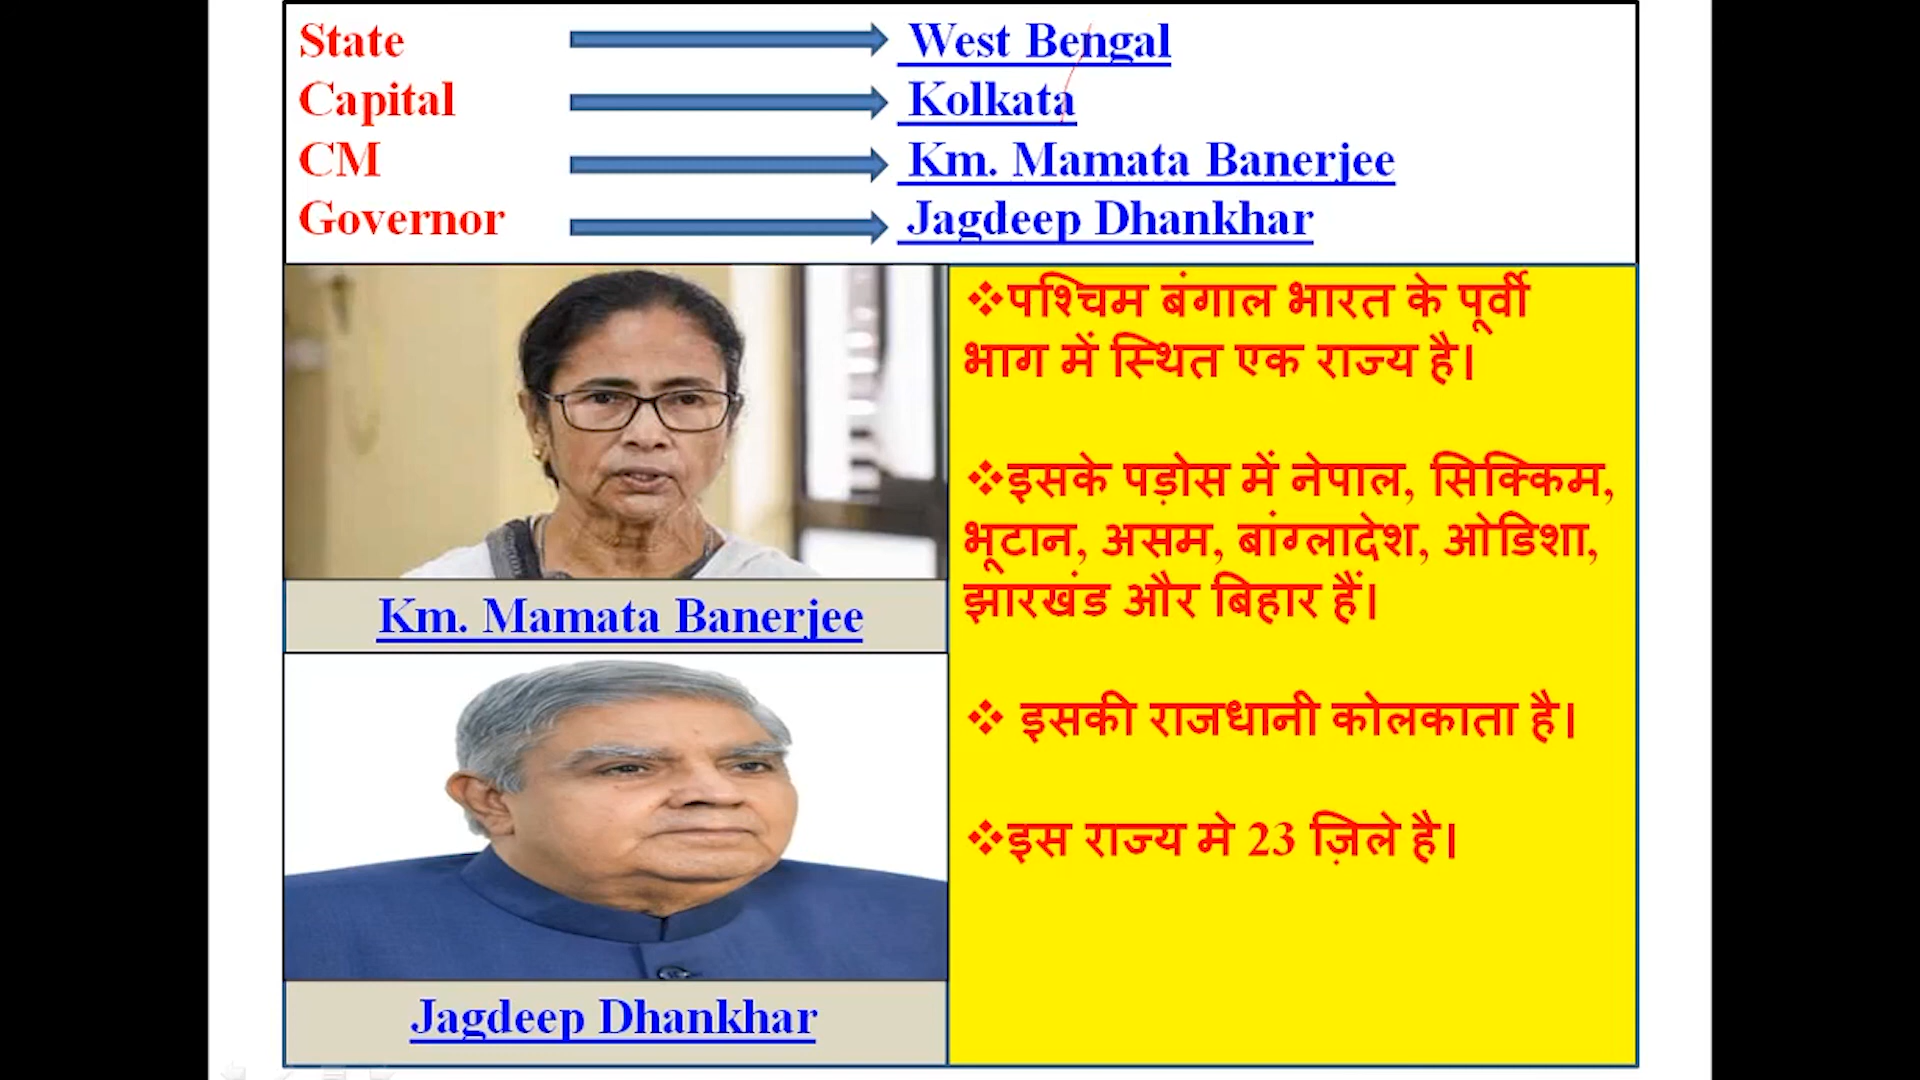 State West Bengal
Capital Kolkata
CM Km. Mamata Banerjee
Governor Jagdeep Dhankhar
Km. Mamata Banerjee
Jagdeep Dhankhar
❖पश्चिम बंगाल भारत के पूर्वी
भाग में स्थित एक राज्य है।
❖इसके पड़ोस में नेपाल, सिक्किम,
भूटान, असम, बांग्लादेश, ओडिशा,
झारखंड और बिहार हैं।
❖ इसकी राजधानी कोलकाता है।
❖इस राज्य मे 23 ज़िले है।